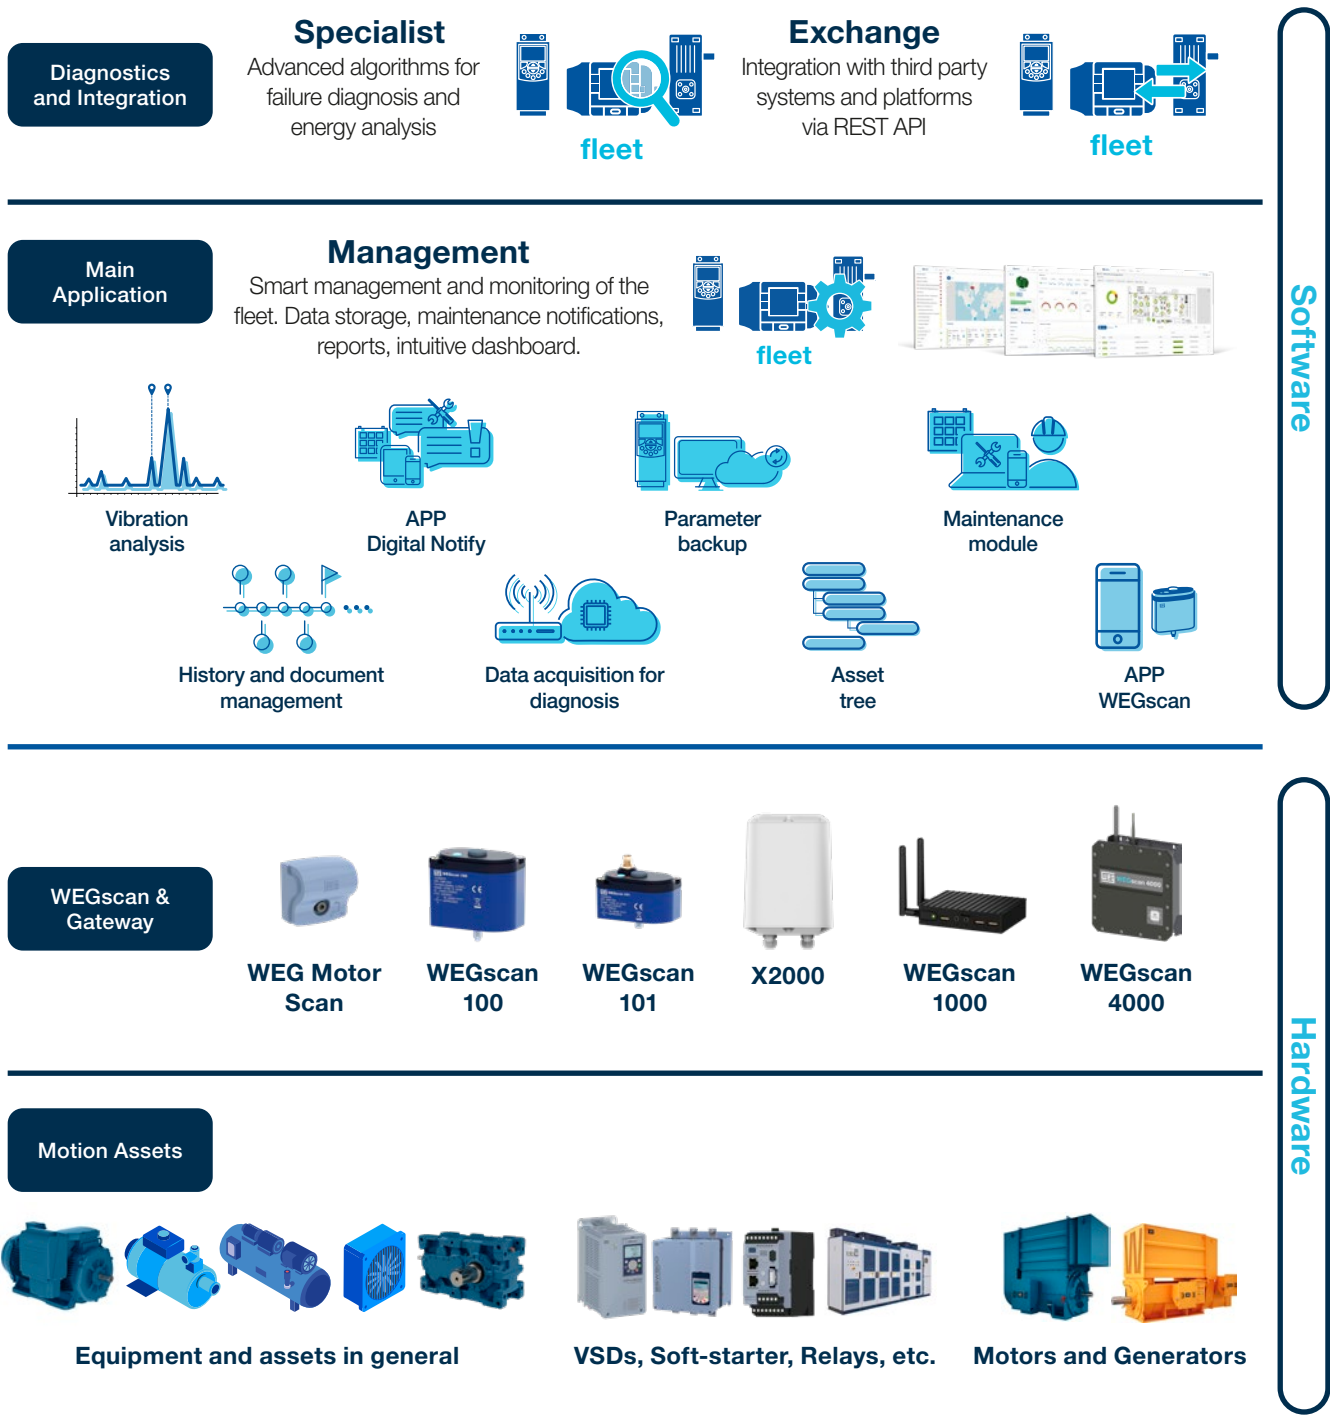 Diagnostics
and Integration
Specialist
Advanced algorithms for
failure diagnosis and
energy analysis
fleet
Exchange
Integration with third party
systems and platforms
via REST API
fleet
Software
Main
Application
Management
Smart management and monitoring of the
fleet. Data storage, maintenance notifications,
reports, intuitive dashboard.
fleet
Vibration
analysis
APP
Digital Notify
Parameter
backup
Maintenance
module
History and document
management
Data acquisition for
diagnosis
Asset
tree
APP
WEGscan
Hardware
WEGscan &
Gateway
WEG Motor
Scan
WEGscan
100
WEGscan
101
X2000
WEGscan
1000
WEGscan 4000
WEGscan
4000
Motion Assets
Equipment and assets in general
VSDs, Soft-starter, Relays, etc.
Motors and Generators